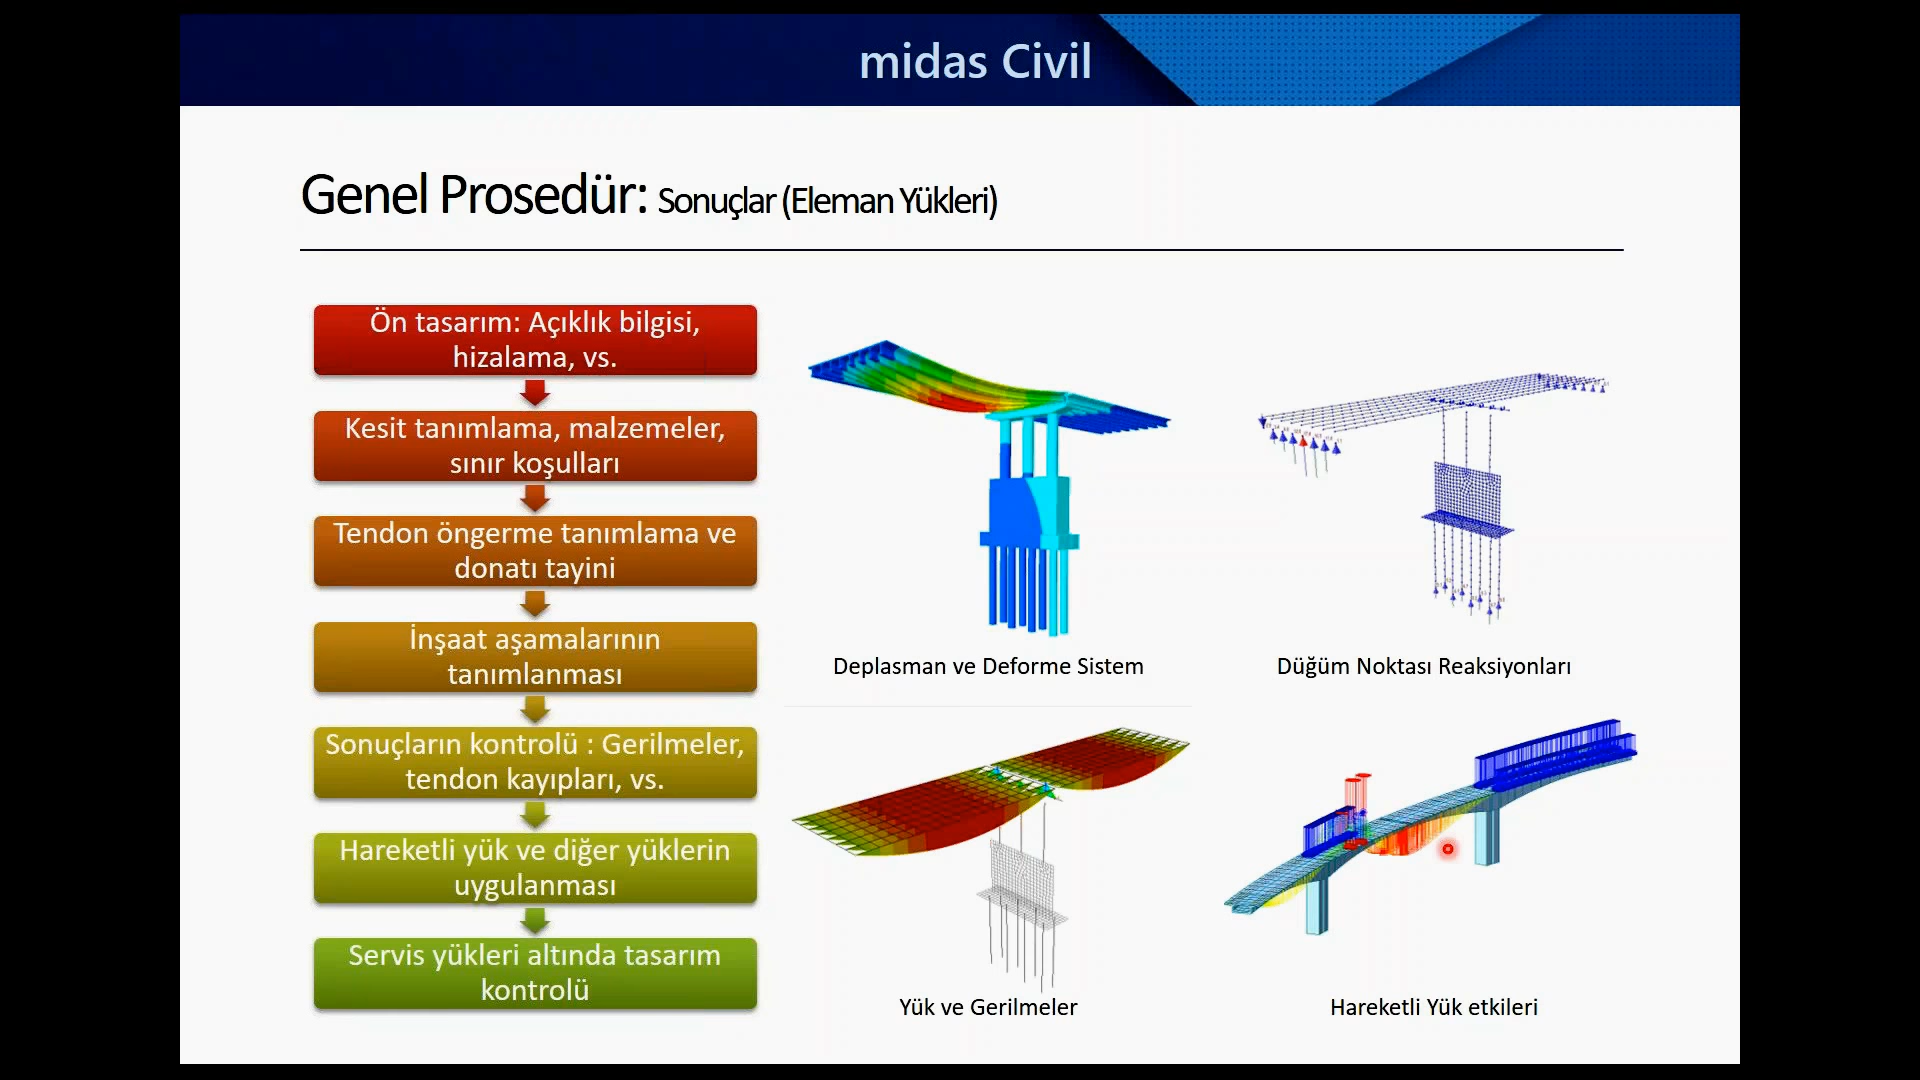 midas Civil
Genel Prosedür: Sonuçlar (Eleman Yükleri)
Ön tasarım: Açıklık bilgisi,
hizalama, vs.
Kesit tanımlama, malzemeler,
sınır koşulları
Tendon öngerme tanımlama ve
donatı tayini
İnşaat aşamalarının
tanımlanması
Sonuçların kontrolü : Gerilmeler,
tendon kayıpları, vs.
Hareketli yük ve diğer yüklerin
uygulanması
Servis yükleri altında tasarım
kontrolü
Deplasman ve Deforme Sistem
Düğüm Noktası Reaksiyonları
Yük ve Gerilmeler
Hareketli Yük etkileri